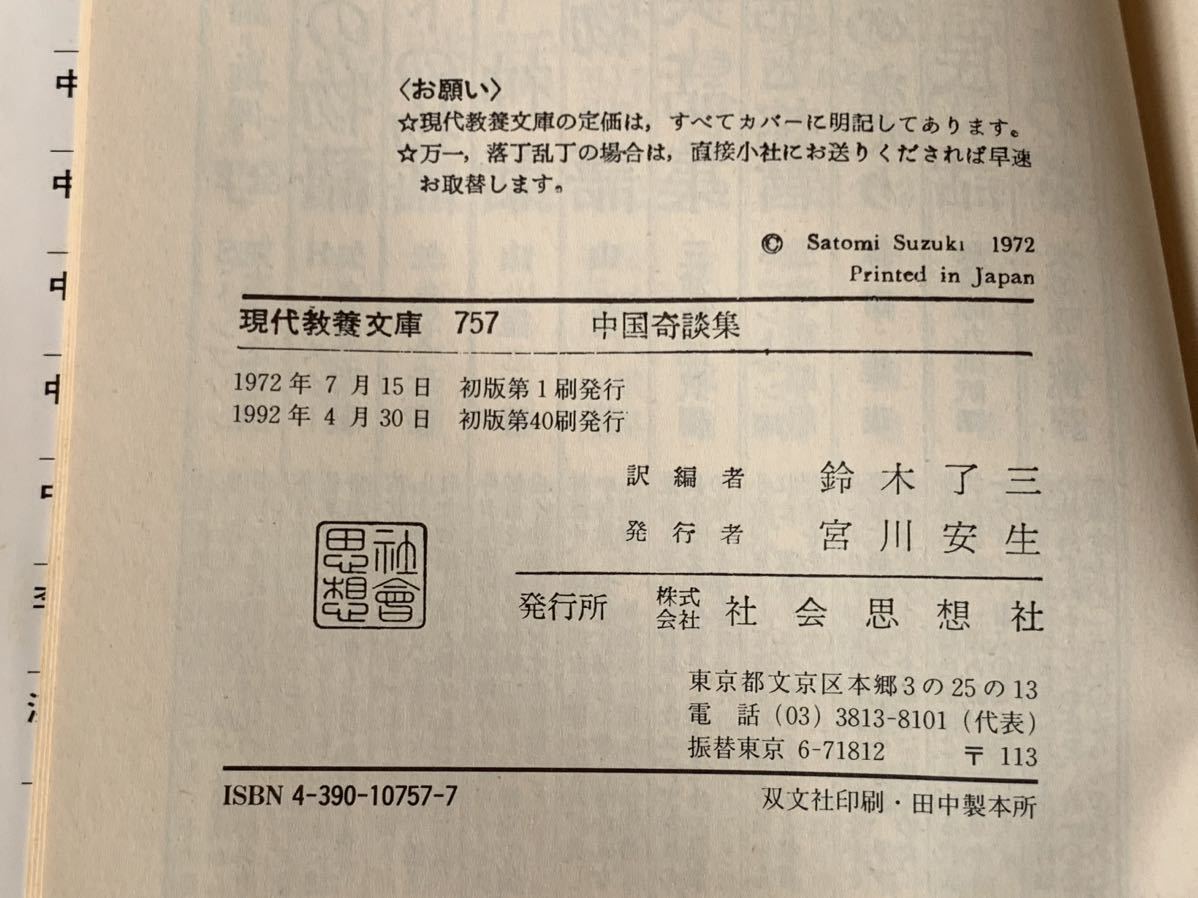 〈お願い〉
☆現代教養文庫の定価は，すべてカバーに明記してあります。
☆万一，落丁乱丁の場合は，直接小社にお送りくだされば早速
お取替します。
© Satomi Suzuki 1972
Printed in Japan
現代教養文庫 757 中国奇談集
1972年 7 月15日 初版第 1 刷発行
1992年 4 月30日 初版第40刷発行
訳編者 鈴木了三
発行者 宮川安生
社會思想
発行所 株式会社 社会思想社
東京都文京区本郷3の25の13
電話 (03) 3813-8101 (代表)
振替東京 6-71812 〒 113
ISBN 4-390-10757-7
双文社印刷・田中製本所
中
中
中
中